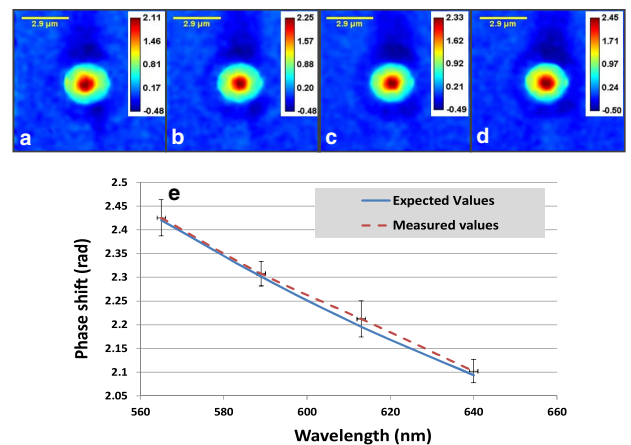 2.9 µm
2.11
1.46
0.81
0.17
-0.48
a
2.9 µm
2.25
1.57
0.89
0.20
-0.48
b
2.9 µm
2.33
1.62
0.92
0.21
-0.49
c
2.9 µm
2.45
1.71
0.97
0.24
-0.50
d
e
Expected Values
Measured values
Phase shift (rad)
2.5
2.45
2.4
2.35
2.3
2.25
2.2
2.15
2.1
2.05
560
580
600
620
640
660
Wavelength (nm)